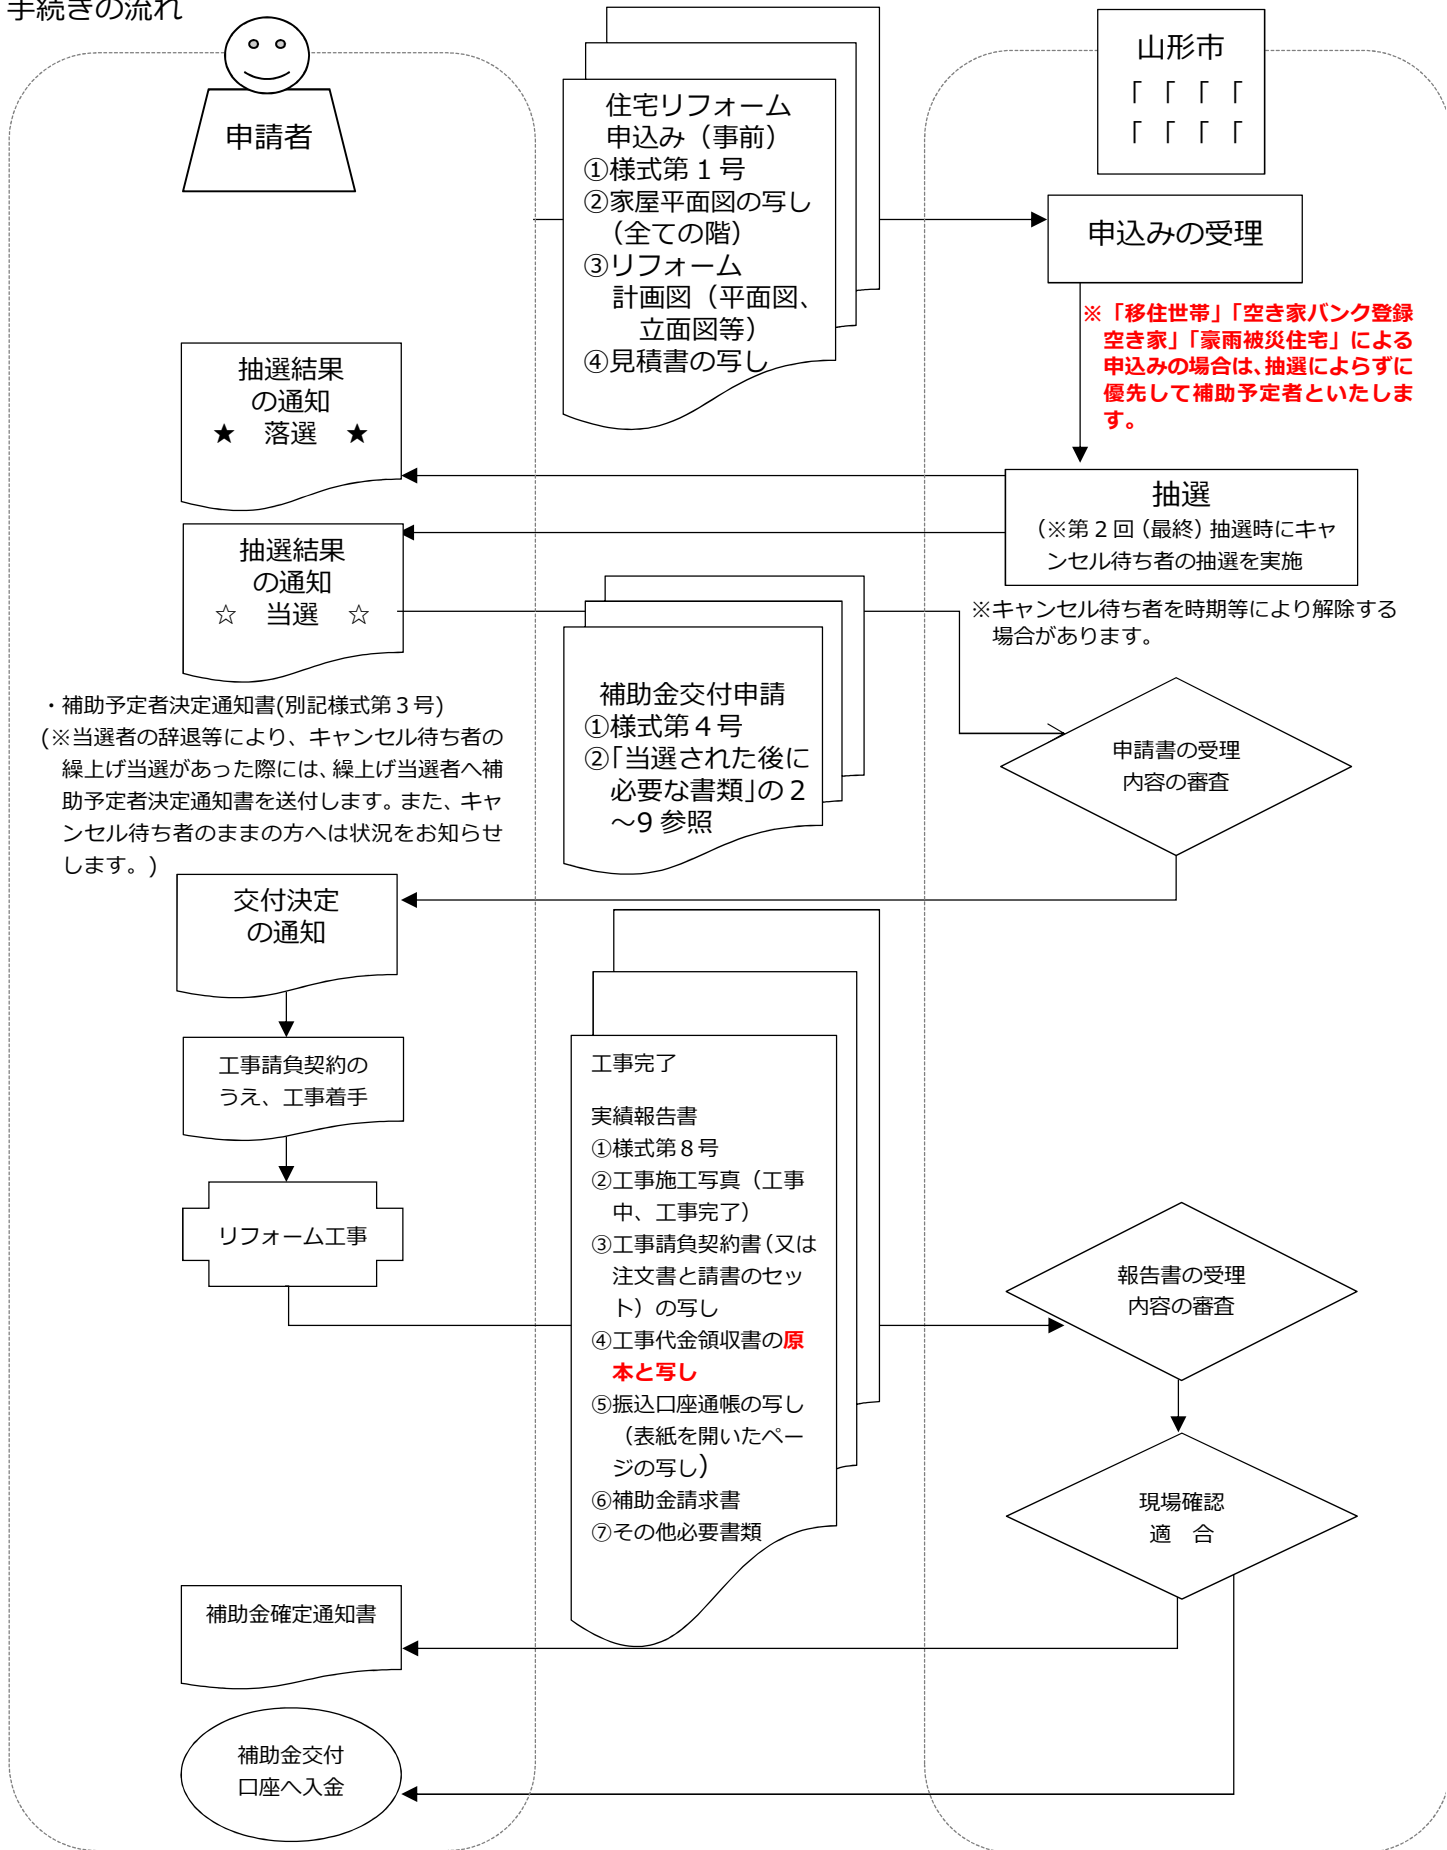 手続きの流れ
申請者
住宅リフォーム
申込み（事前）
①様式第１号
②家屋平面図の写し
（全ての階）
③リフォーム
計画図（平面図、
立面図等）
④見積書の写し
山形市
「 「 「 「
「 「 「 「
申込みの受理
※「移住世帯」「空き家バンク登録
空き家」「豪雨被災住宅」による
申込みの場合は、抽選によらずに
優先して補助予定者といたしま
す。
抽選結果
の通知
★　落選　★
抽選
（※第２回（最終）抽選時にキャ
ンセル待ち者の抽選を実施
※キャンセル待ち者を時期等により解除する
場合があります。
抽選結果
の通知
☆　当選　☆
・補助予定者決定通知書(別記様式第３号)
(※当選者の辞退等により、キャンセル待ち者の
繰上げ当選があった際には、繰上げ当選者へ補
助予定者決定通知書を送付します。また、キャ
ンセル待ち者のままの方へは状況をお知らせ
します。)
補助金交付申請
①様式第４号
②「当選された後に
必要な書類」の２
～9 参照
申請書の受理
内容の審査
交付決定
の通知
工事請負契約の
うえ、工事着手
リフォーム工事
工事完了
実績報告書
①様式第８号
②工事施工写真（工事
中、工事完了）
③工事請負契約書（又は
注文書と請書のセッ
ト）の写し
④工事代金領収書の原
本と写し
⑤振込口座通帳の写し
（表紙を開いたペー
ジの写し）
⑥補助金請求書
⑦その他必要書類
報告書の受理
内容の審査
現場確認
適　合
補助金確定通知書
補助金交付
口座へ入金